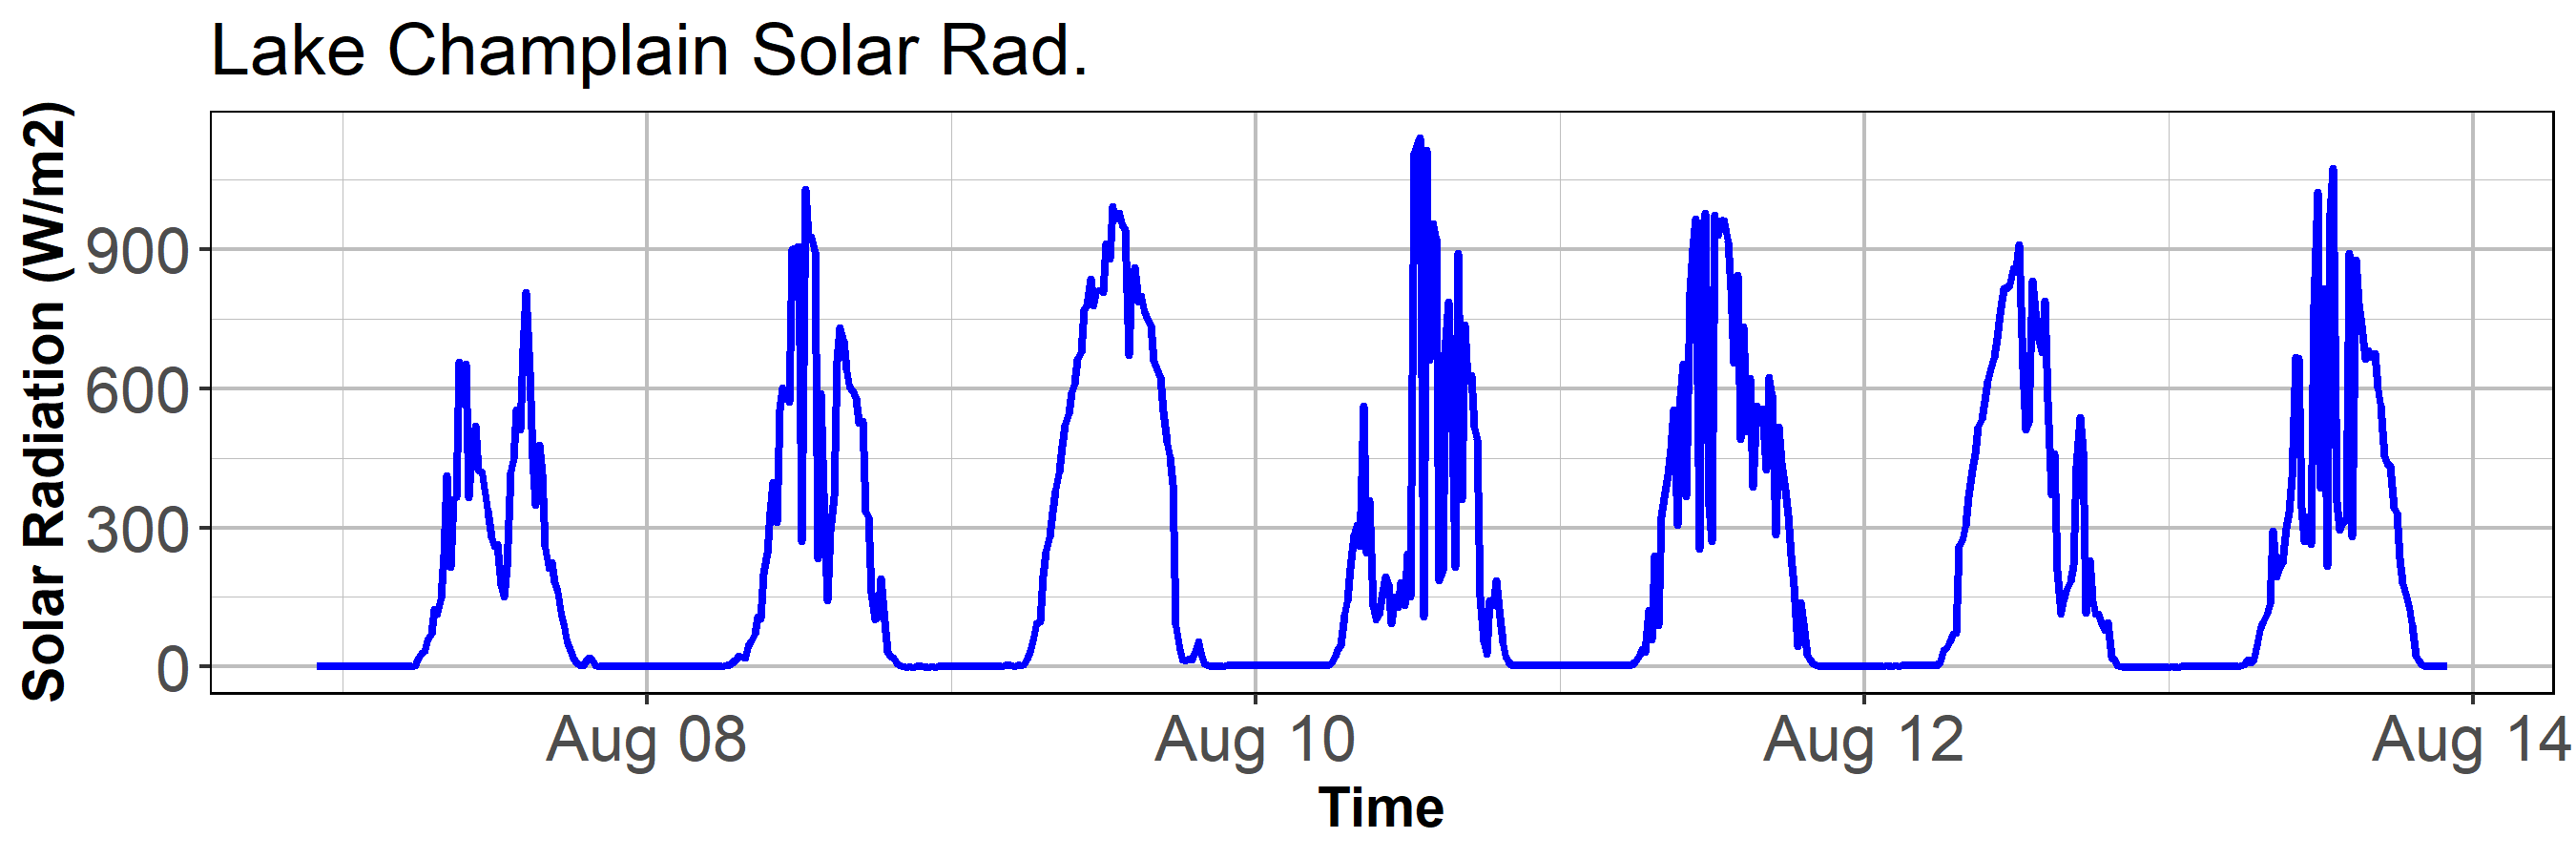 Lake Champlain Solar Rad.
Solar Radiation (W/m2)
900
600
300
0
Aug 08 Aug 10 Aug 12 Aug 14
Time